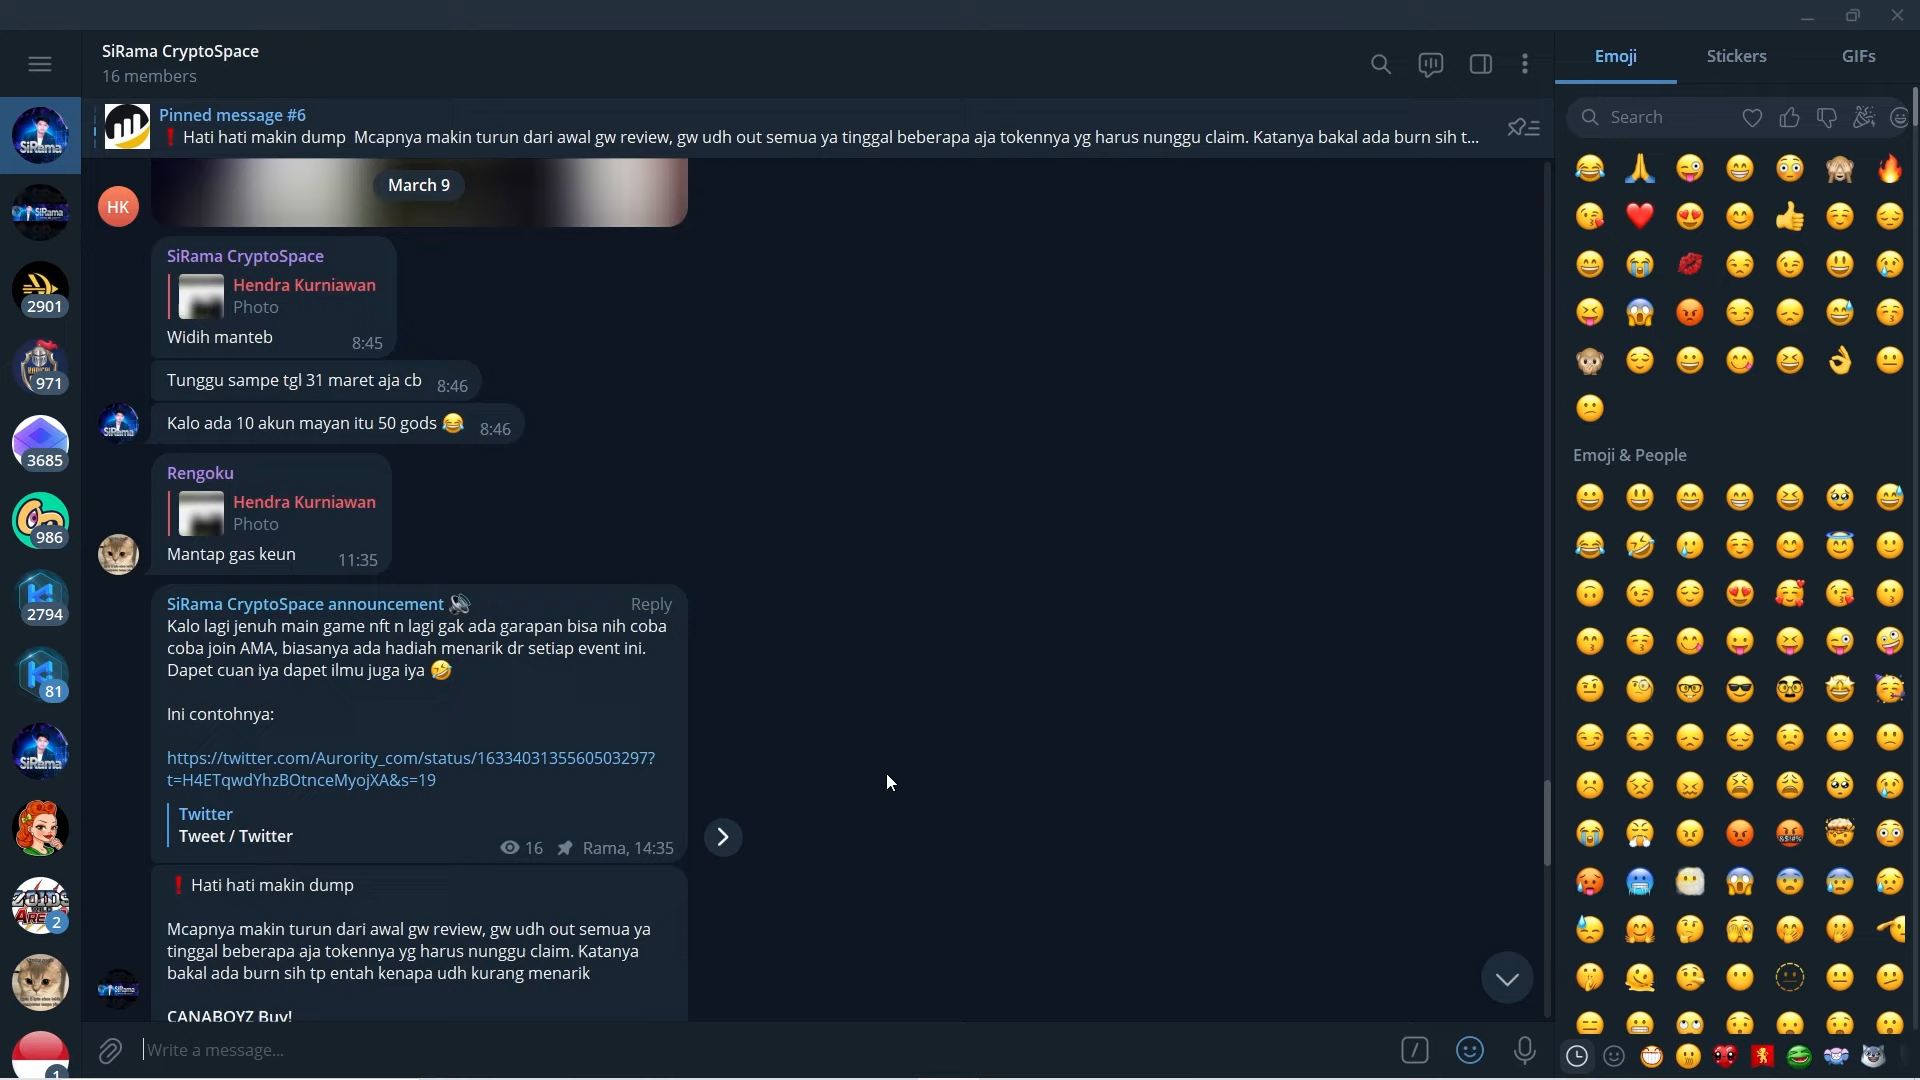 SiRama CryptoSpace
16 members
Emoji
Stickers
GIFs
Pinned message #6
❗ Hati hati makin dump Mcapnya makin turun dari awal gw review, gw udh out semua ya tinggal beberapa aja tokennya yg harus nunggu claim. Katanya bakal ada burn sih t...
Search
March 9
HK
SiRama
SiRama
2901
971
3685
986
2794
81
SiRama
ZOIDS
WILD
ARENA
2
1
SiRama CryptoSpace
Hendra Kurniawan
Photo
Widih manteb
8:45
Tunggu sampe tgl 31 maret aja cb 8:46
SiRama
Kalo ada 10 akun mayan itu 50 gods 😂 8:46
Rengoku
Hendra Kurniawan
Photo
Mantap gas keun 11:35
SiRama CryptoSpace announcement 🔊 Reply
Kalo lagi jenuh main game nft n lagi gak ada garapan bisa nih coba
coba join AMA, biasanya ada hadiah menarik dr setiap event ini.
Dapet cuan iya dapet ilmu juga iya 🤣
Ini contohnya:
https://twitter.com/Aurority_com/status/1633403135560503297?
t=H4ETqwdYhzBOtnceMyojXA&s=19
Twitter
Tweet / Twitter
16 Rama, 14:35
❗ Hati hati makin dump
Mcapnya makin turun dari awal gw review, gw udh out semua ya
tinggal beberapa aja tokennya yg harus nunggu claim. Katanya
bakal ada burn sih tp entah kenapa udh kurang menarik
SiRama
CANABOYZ Buy!
Write a message...
Emoji & People